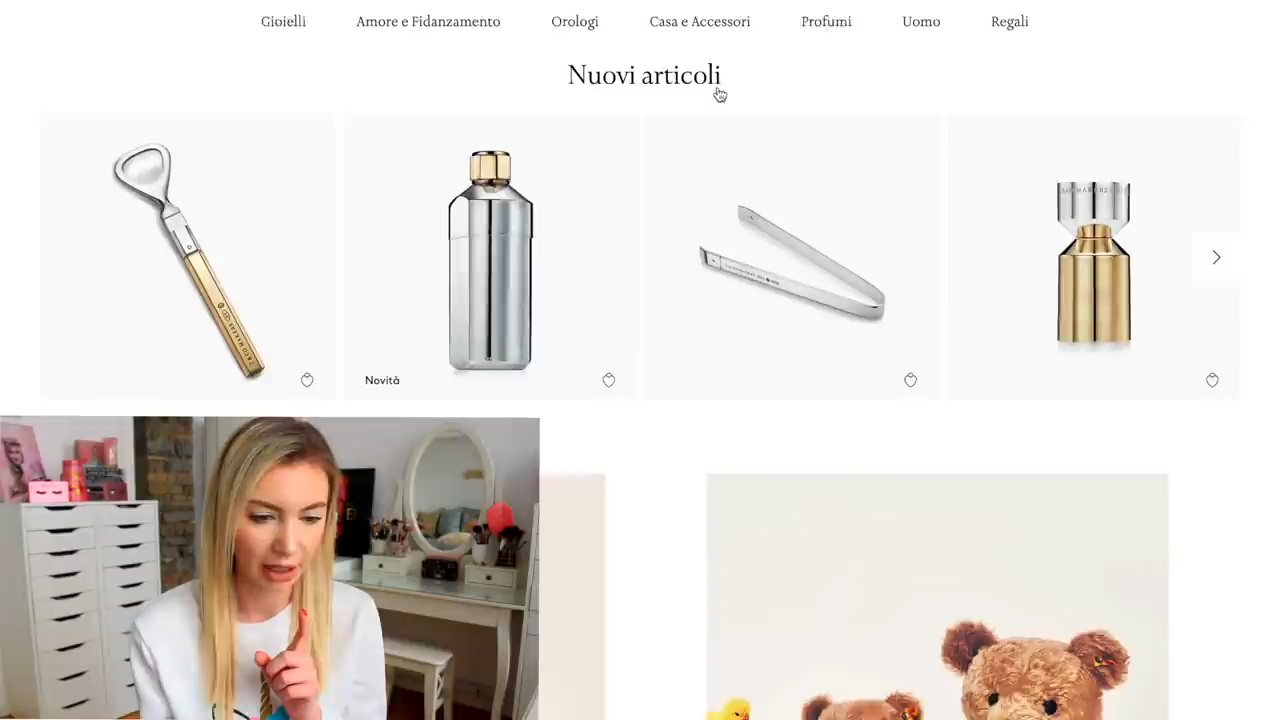 Gioielli
Amore e Fidanzamento
Orologi
Casa e Accessori
Profumi
Uomo
Regali
Nuovi articoli
Novità